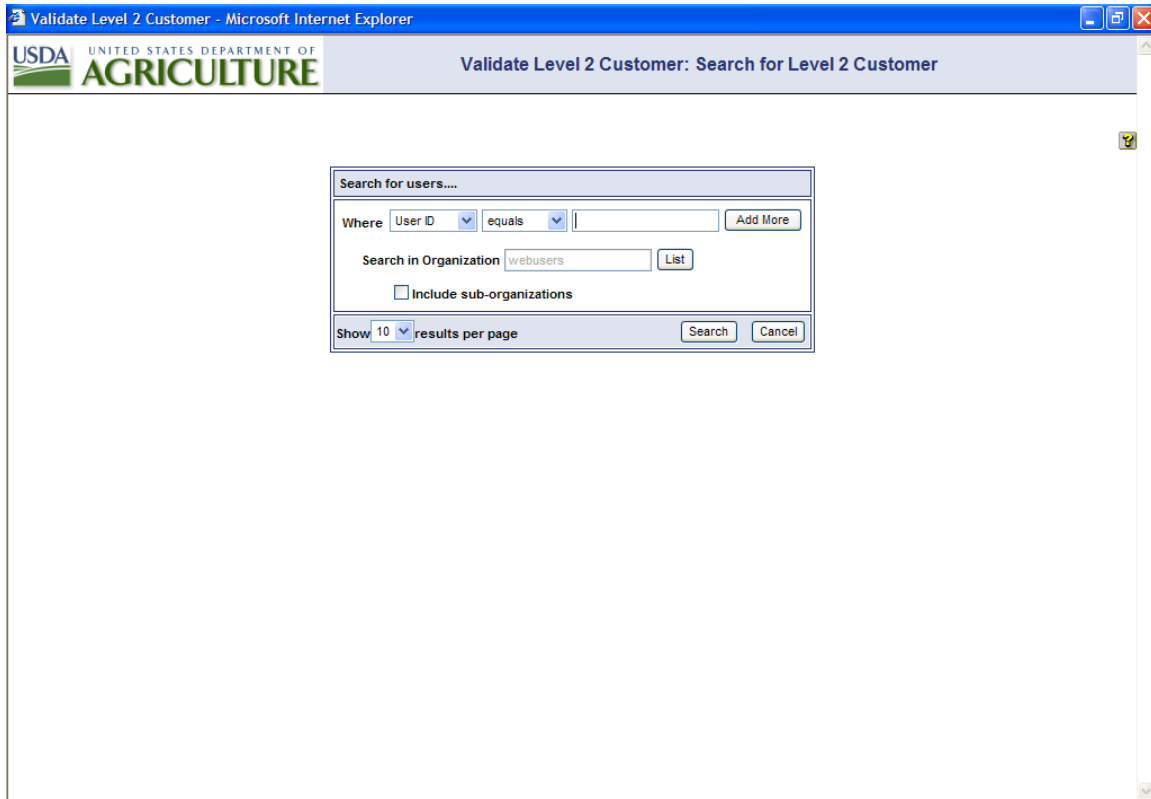 Validate Level 2 Customer - Microsoft Internet Explorer
USDA UNITED STATES DEPARTMENT OF
AGRICULTURE
Validate Level 2 Customer: Search for Level 2 Customer
?
Search for users....
Where User ID equals Add More
Search in Organization webusers List
Include sub-organizations
Show 10 results per page Search Cancel